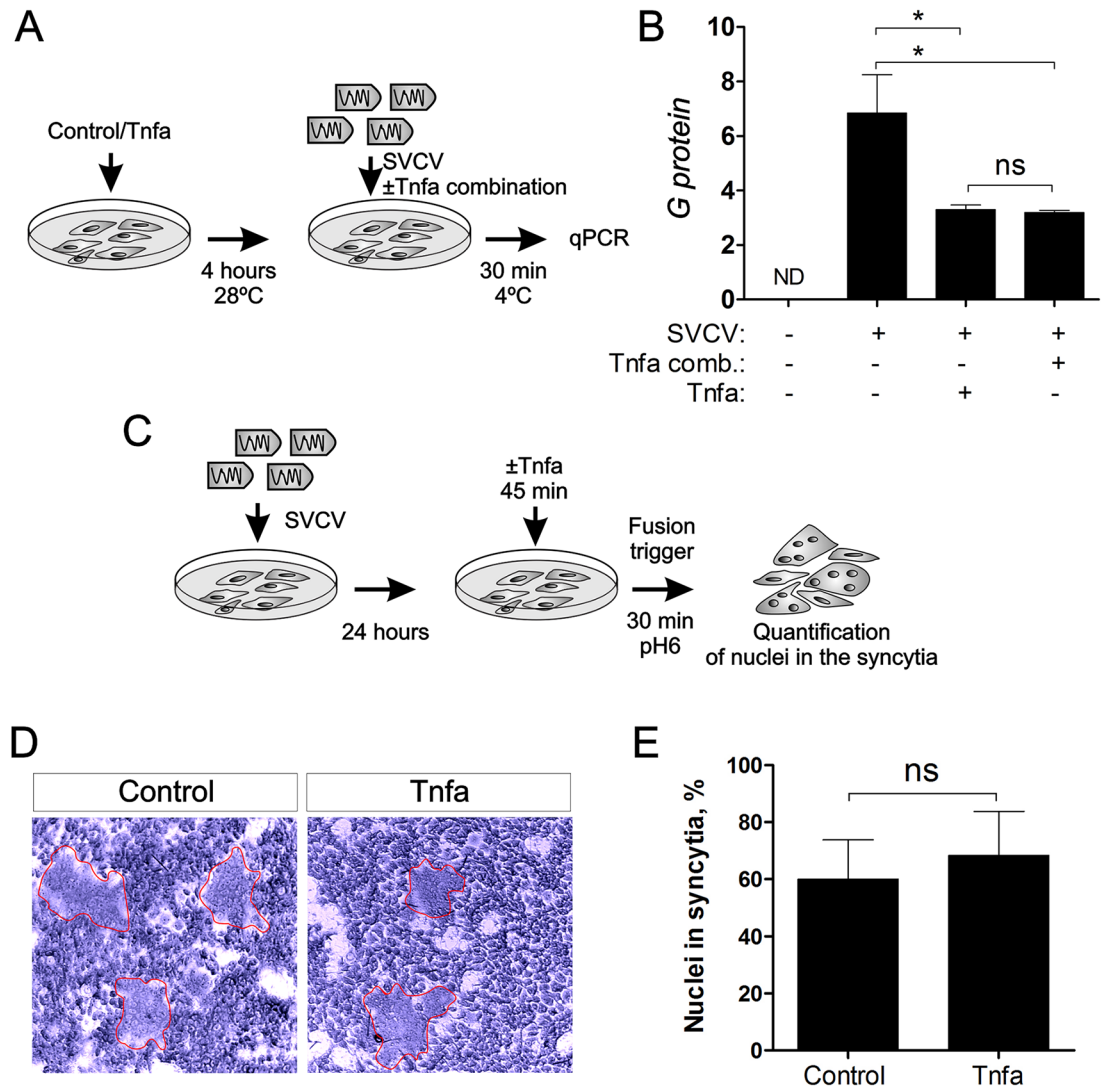 A
Control/Tnfa
4 hours
28ºC
SVCV
±Tnfa combination
30 min
4ºC
qPCR
B
G protein
10
8
6
4
2
0
ND
*
*
ns
SVCV: - + + +
Tnfa comb.: - - - +
Tnfa: - - + -
C
SVCV
24 hours
±Tnfa
45 min
Fusion
trigger
30 min
pH6
Quantification
of nuclei in the syncytia
D
Control
Tnfa
E
Nuclei in syncytia, %
100
80
60
40
20
0
ns
Control
Tnfa